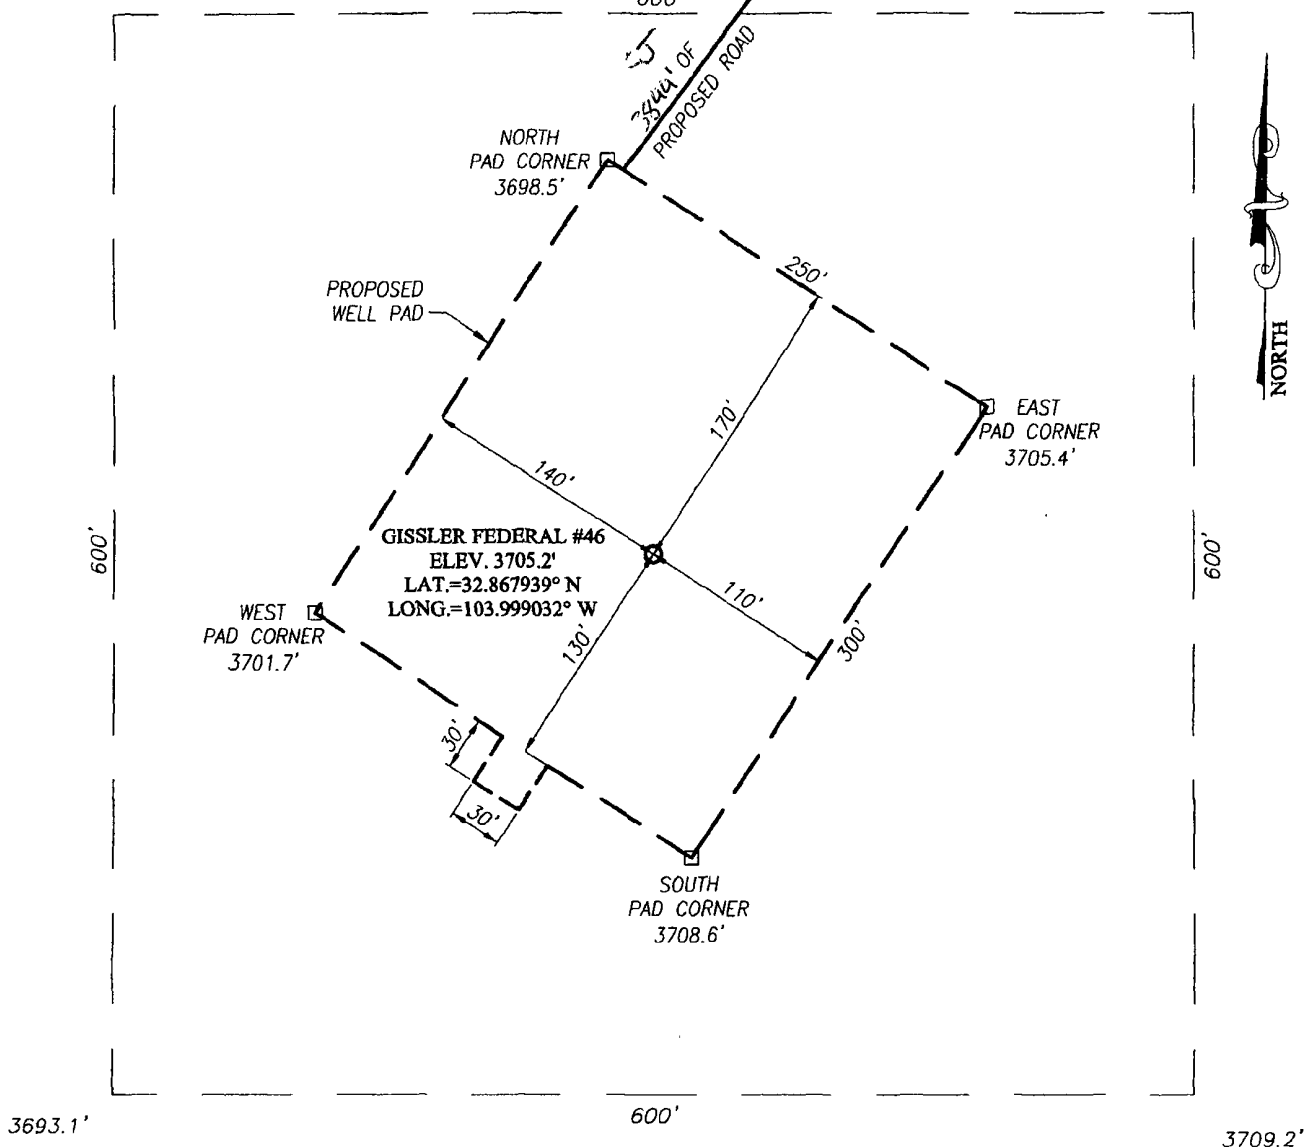 3844' OF
PROPOSED ROAD
NORTH
PAD CORNER
3698.5'
PROPOSED
WELL PAD
250'
170'
140'
EAST
PAD CORNER
3705.4'
NORTH
600'
600'
GISSLER FEDERAL #46
ELEV. 3705.2'
LAT.=32.867939° N
LONG.=103.999032° W
110'
WEST
PAD CORNER
3701.7'
130'
300'
30'
30'
SOUTH
PAD CORNER
3708.6'
3693.1'
600'
3709.2'